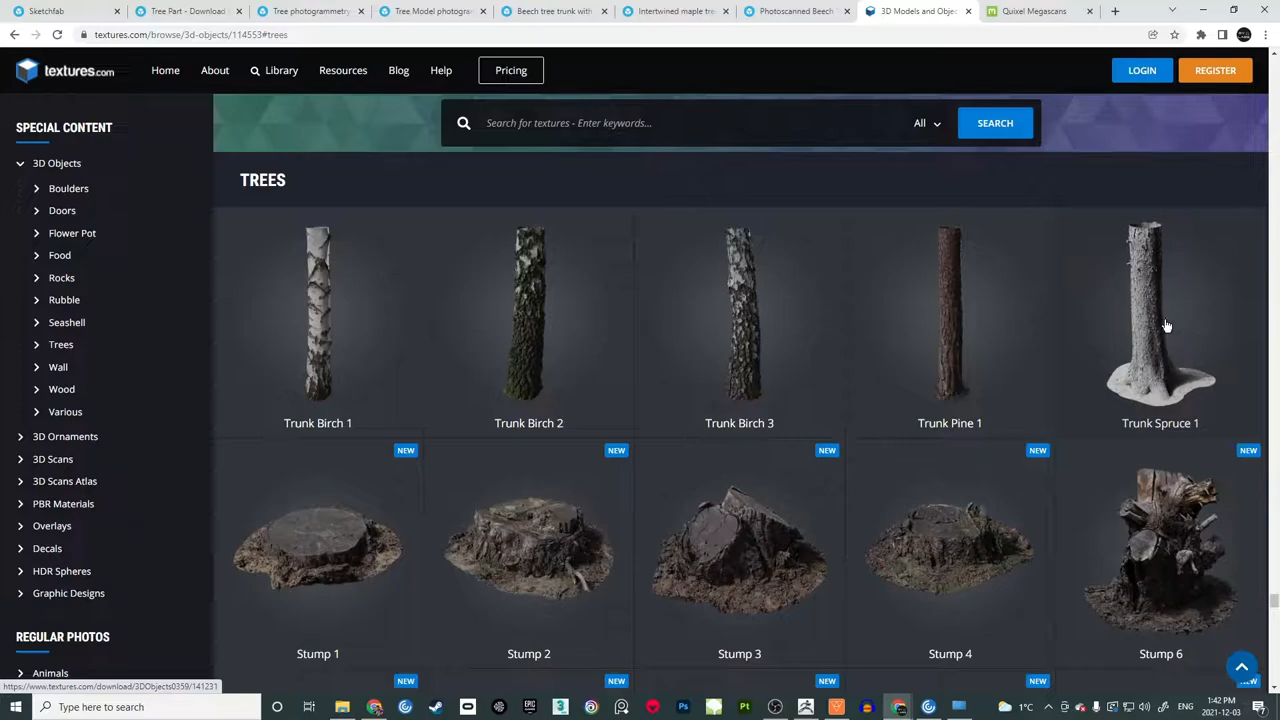 Sketchfab
Tree Part - Download
Tree photogrammetry
Tree Model photogram
Beech tree trunk with
Intertwined maple tre
Photoscanned Beech
3D Models and Obje
Quixel Megascans
textures.com/browse/3d-objects/114553#trees
textures.com
Home
About
Library
Resources
Blog
Help
Pricing
LOGIN
REGISTER
Search for textures - Enter keywords...
All
SEARCH
SPECIAL CONTENT
3D Objects
Boulders
Doors
Flower Pot
Food
Rocks
Rubble
Seashell
Trees
Wall
Wood
Various
3D Ornaments
3D Scans
3D Scans Atlas
PBR Materials
Overlays
Decals
HDR Spheres
Graphic Designs
REGULAR PHOTOS
Animals
TREES
Trunk Birch 1
Trunk Birch 2
Trunk Birch 3
Trunk Pine 1
Trunk Spruce 1
NEW
NEW
NEW
NEW
NEW
Stump 1
Stump 2
Stump 3
Stump 4
Stump 6
NEW
NEW
NEW
NEW
NEW
https://www.textures.com/download/3DObjects0359/141231
Type here to search
EPIC
Ps
Pt
1°C
ENG
1:42 PM
2021-12-03